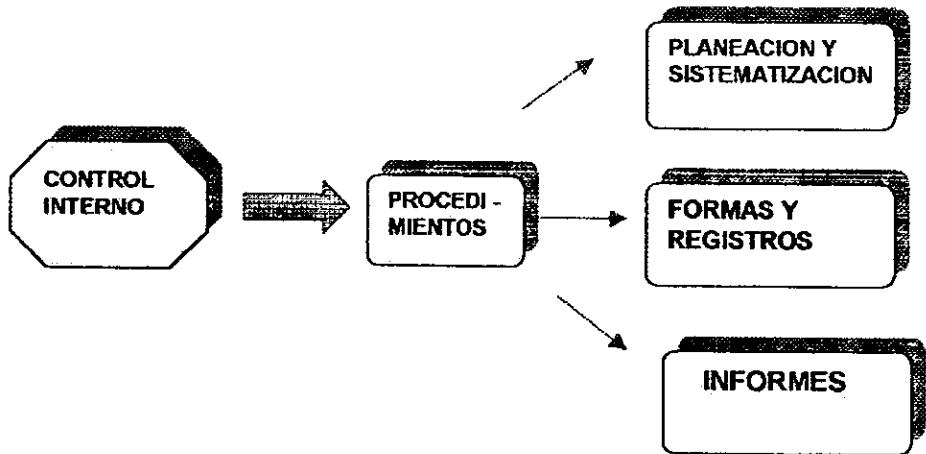 CONTROL
INTERNO
PROCEDI -
MIENTOS
PLANEACION Y
SISTEMATIZACION
FORMAS Y
REGISTROS
INFORMES